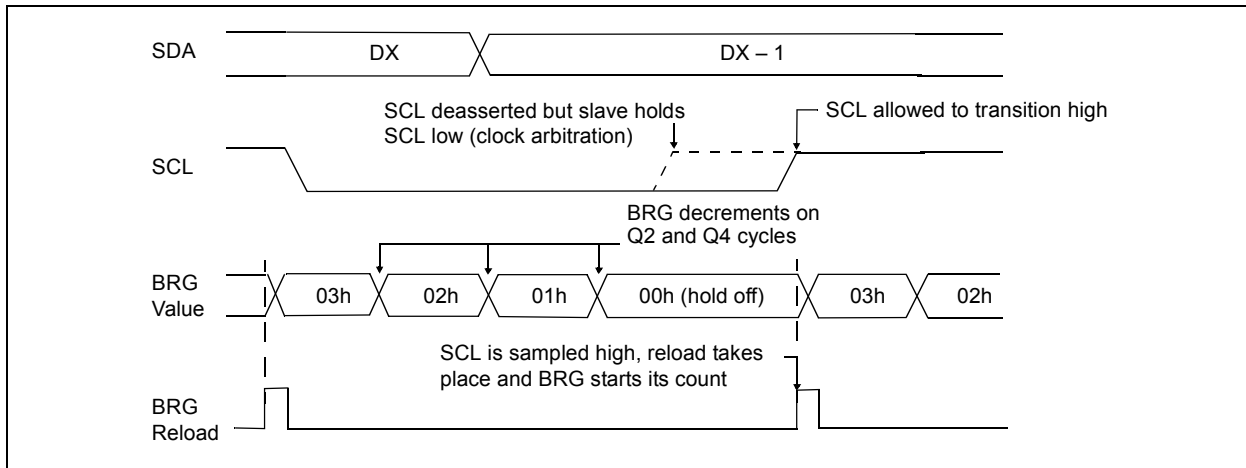 SDA
DX
DX – 1
SCL deasserted but slave holds
SCL low (clock arbitration)
SCL allowed to transition high
SCL
BRG decrements on
Q2 and Q4 cycles
BRG
Value
03h
02h
01h
00h (hold off)
03h
02h
SCL is sampled high, reload takes
place and BRG starts its count
BRG
Reload